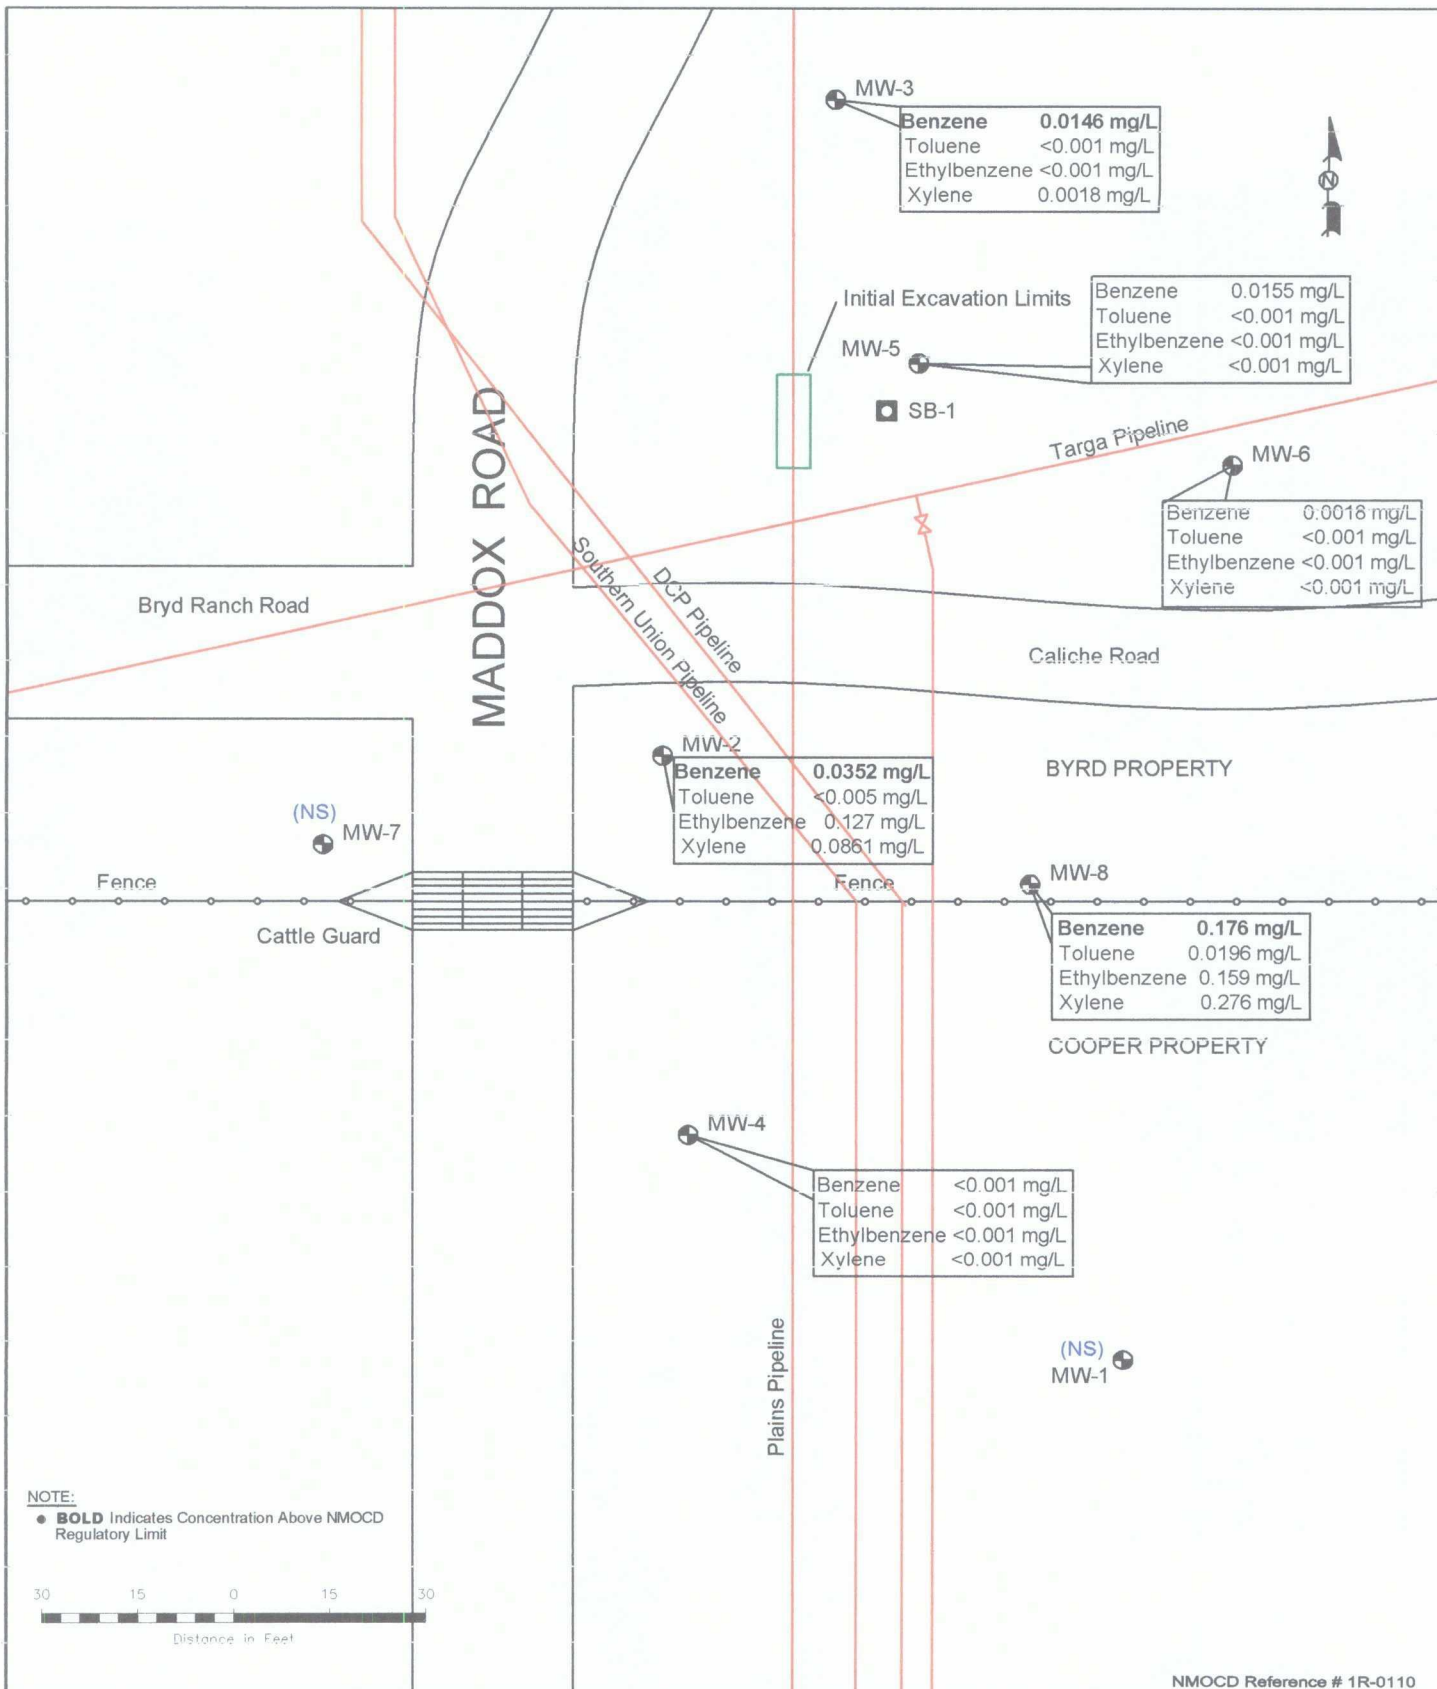 MW-3
Benzene 0.0146 mg/L
Toluene <0.001 mg/L
Ethylbenzene <0.001 mg/L
Xylene 0.0018 mg/L
N
Initial Excavation Limits
Benzene 0.0155 mg/L
Toluene <0.001 mg/L
Ethylbenzene <0.001 mg/L
Xylene <0.001 mg/L
MW-5
SB-1
Targa Pipeline
MW-6
Benzene 0.0018 mg/L
Toluene <0.001 mg/L
Ethylbenzene <0.001 mg/L
Xylene <0.001 mg/L
MADDOX ROAD
Southern Union Pipeline
DCP Pipeline
Bryd Ranch Road
Caliche Road
MW-2
Benzene 0.0352 mg/L
Toluene <0.005 mg/L
Ethylbenzene 0.127 mg/L
Xylene 0.0861 mg/L
BYRD PROPERTY
(NS)
MW-7
Fence
Fence
Cattle Guard
MW-8
Benzene 0.176 mg/L
Toluene 0.0196 mg/L
Ethylbenzene 0.159 mg/L
Xylene 0.276 mg/L
COOPER PROPERTY
MW-4
Benzene <0.001 mg/L
Toluene <0.001 mg/L
Ethylbenzene <0.001 mg/L
Xylene <0.001 mg/L
Plains Pipeline
(NS)
MW-1
NOTE:
● BOLD Indicates Concentration Above NMOCD
Regulatory Limit
30 15 0 15 30
Distance in Feet
NMOCD Reference # 1R-0110